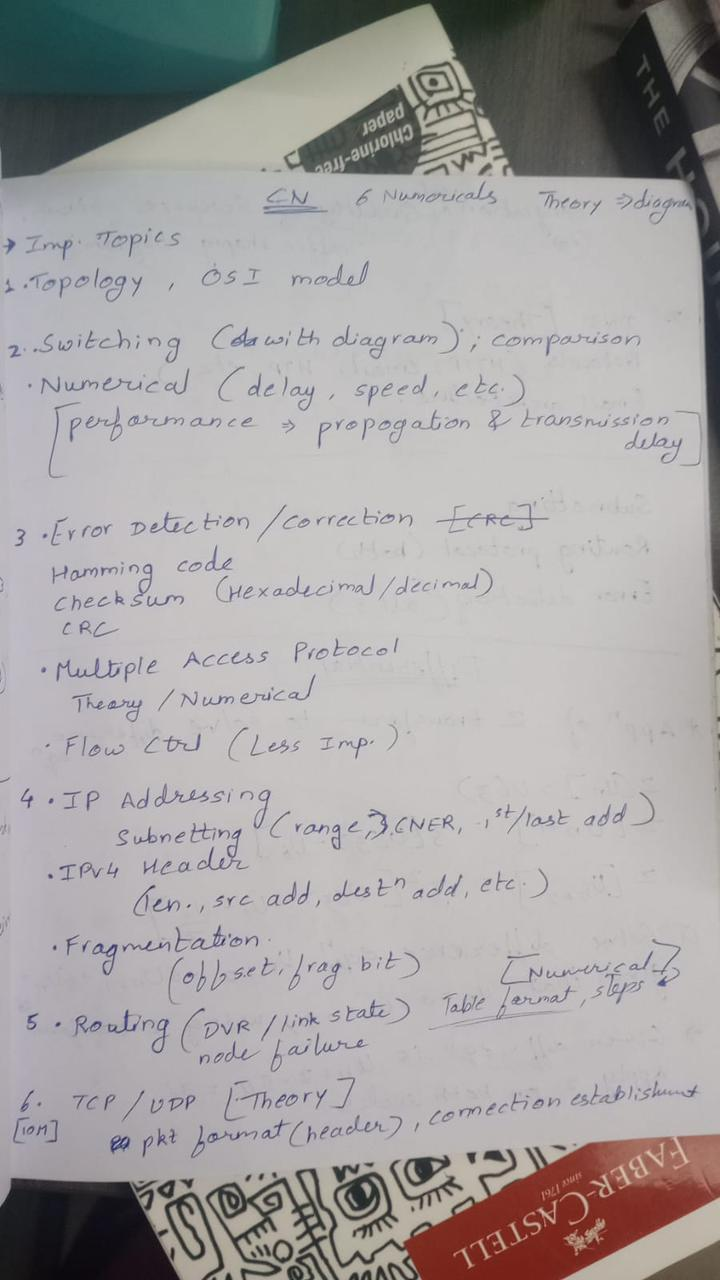 Chlorine-free
paper
THE HO
CN 6 Numericals Theory ⇒ diagram
→ Imp. Topics
1. Topology, OSI model
2. Switching (with diagram); comparison
· Numerical (delay, speed, etc.)
[performance ⇒ propogation & transmission
delay]
3 · Error Detection / correction [CRC]
Hamming code
Checksum (Hexadecimal/decimal)
CRC
· Multiple Access Protocol
Theory / Numerical
· Flow Ctrl (Less Imp.)
4 · IP Addressing
Subnetting (range, 1st/last add)
· IPv4 Header
(len., src add, destn add, etc.)
· Fragmentation.
(offset, frag. bit) [Numerical]
5 · Routing (DVR / link state) Table format, steps
node failure
6. TCP / UDP [Theory]
[10M] pkt format (header), connection establishment
FABER-CASTELL
since 1761